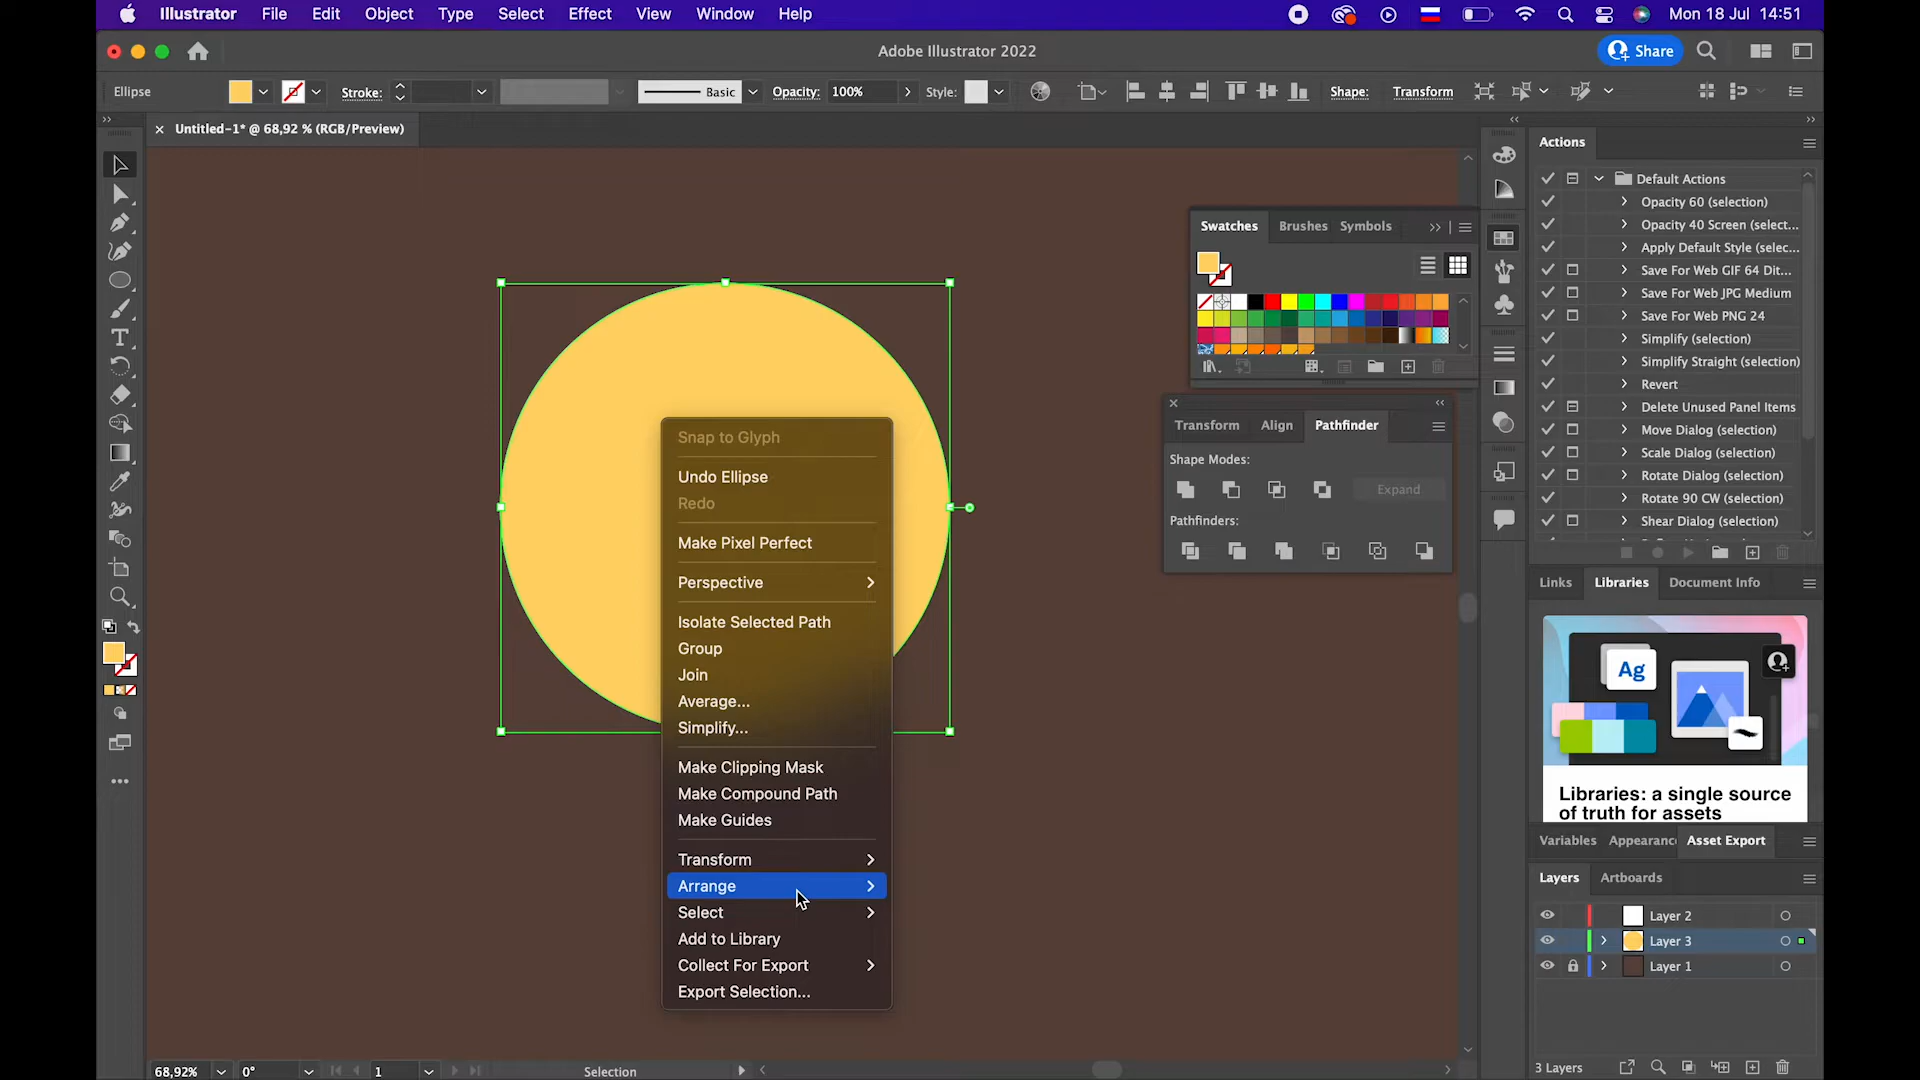 Illustrator File Edit Object Type Select Effect View Window Help
Mon 18 Jul 14:51
Adobe Illustrator 2022
Share
Ellipse
Stroke:
Basic
Opacity: 100%
Style:
Shape:
Transform
Untitled-1* @ 68,92 % (RGB/Preview)
Snap to Glyph
Undo Ellipse
Redo
Make Pixel Perfect
Perspective
Isolate Selected Path
Group
Join
Average...
Simplify...
Make Clipping Mask
Make Compound Path
Make Guides
Transform
Arrange
Select
Add to Library
Collect For Export
Export Selection...
Swatches Brushes Symbols
Transform Align Pathfinder
Shape Modes:
Expand
Pathfinders:
Actions
Default Actions
Opacity 60 (selection)
Opacity 40 Screen (select...
Apply Default Style (selec...
Save For Web GIF 64 Dit...
Save For Web JPG Medium
Save For Web PNG 24
Simplify (selection)
Simplify Straight (selection)
Revert
Delete Unused Panel Items
Move Dialog (selection)
Scale Dialog (selection)
Rotate Dialog (selection)
Rotate 90 CW (selection)
Shear Dialog (selection)
Links Libraries Document Info
Ag
Libraries: a single source
of truth for assets
Variables Appearanc Asset Export
Layers Artboards
Layer 2
Layer 3
Layer 1
3 Layers
68,92% 0° 1 Selection